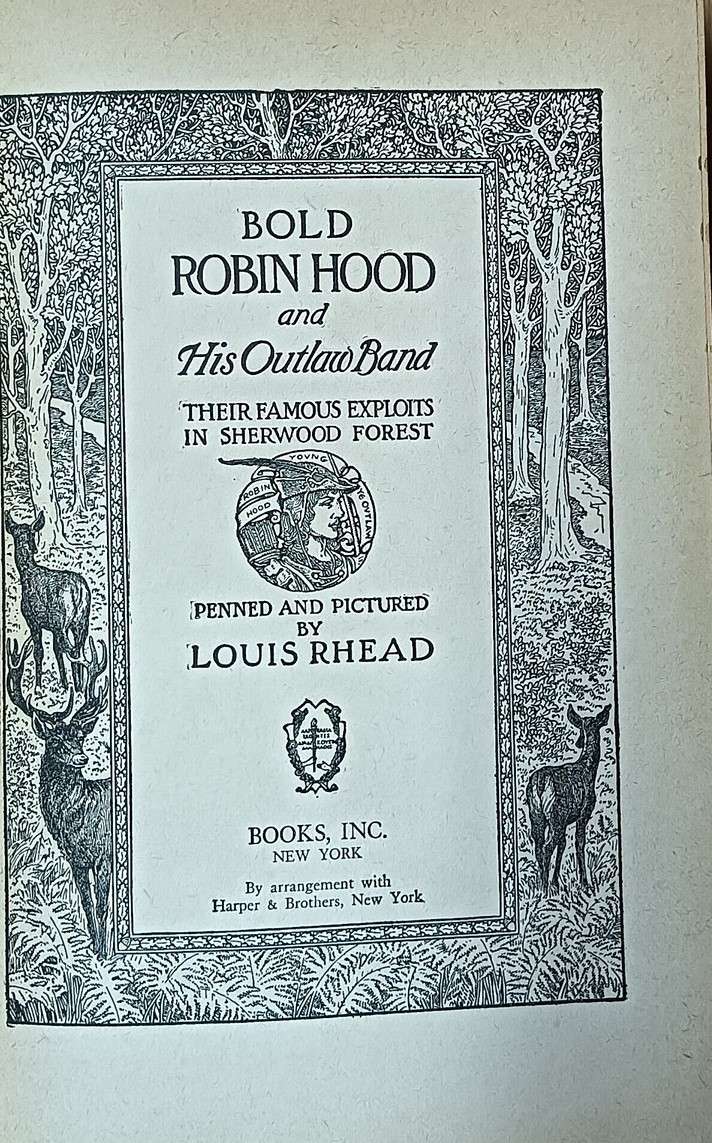 BOLD
ROBIN HOOD
and
His Outlaw Band
THEIR FAMOUS EXPLOITS
IN SHERWOOD FOREST
YOUNG
ROBIN
HOOD
YE OUTLAW
PENNED AND PICTURED
BY
LOUIS RHEAD
BOOKS, INC.
NEW YORK
By arrangement with
Harper & Brothers, New York